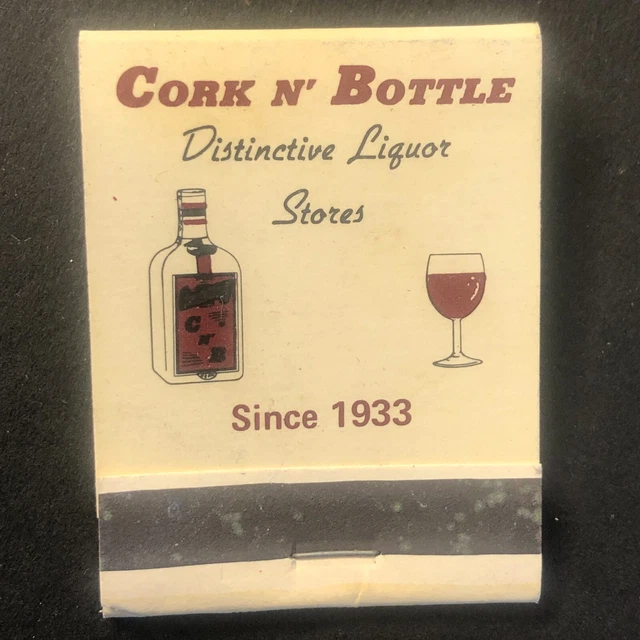 CORK N' BOTTLE
Distinctive Liquor
Stores
C
N'
B
Since 1933